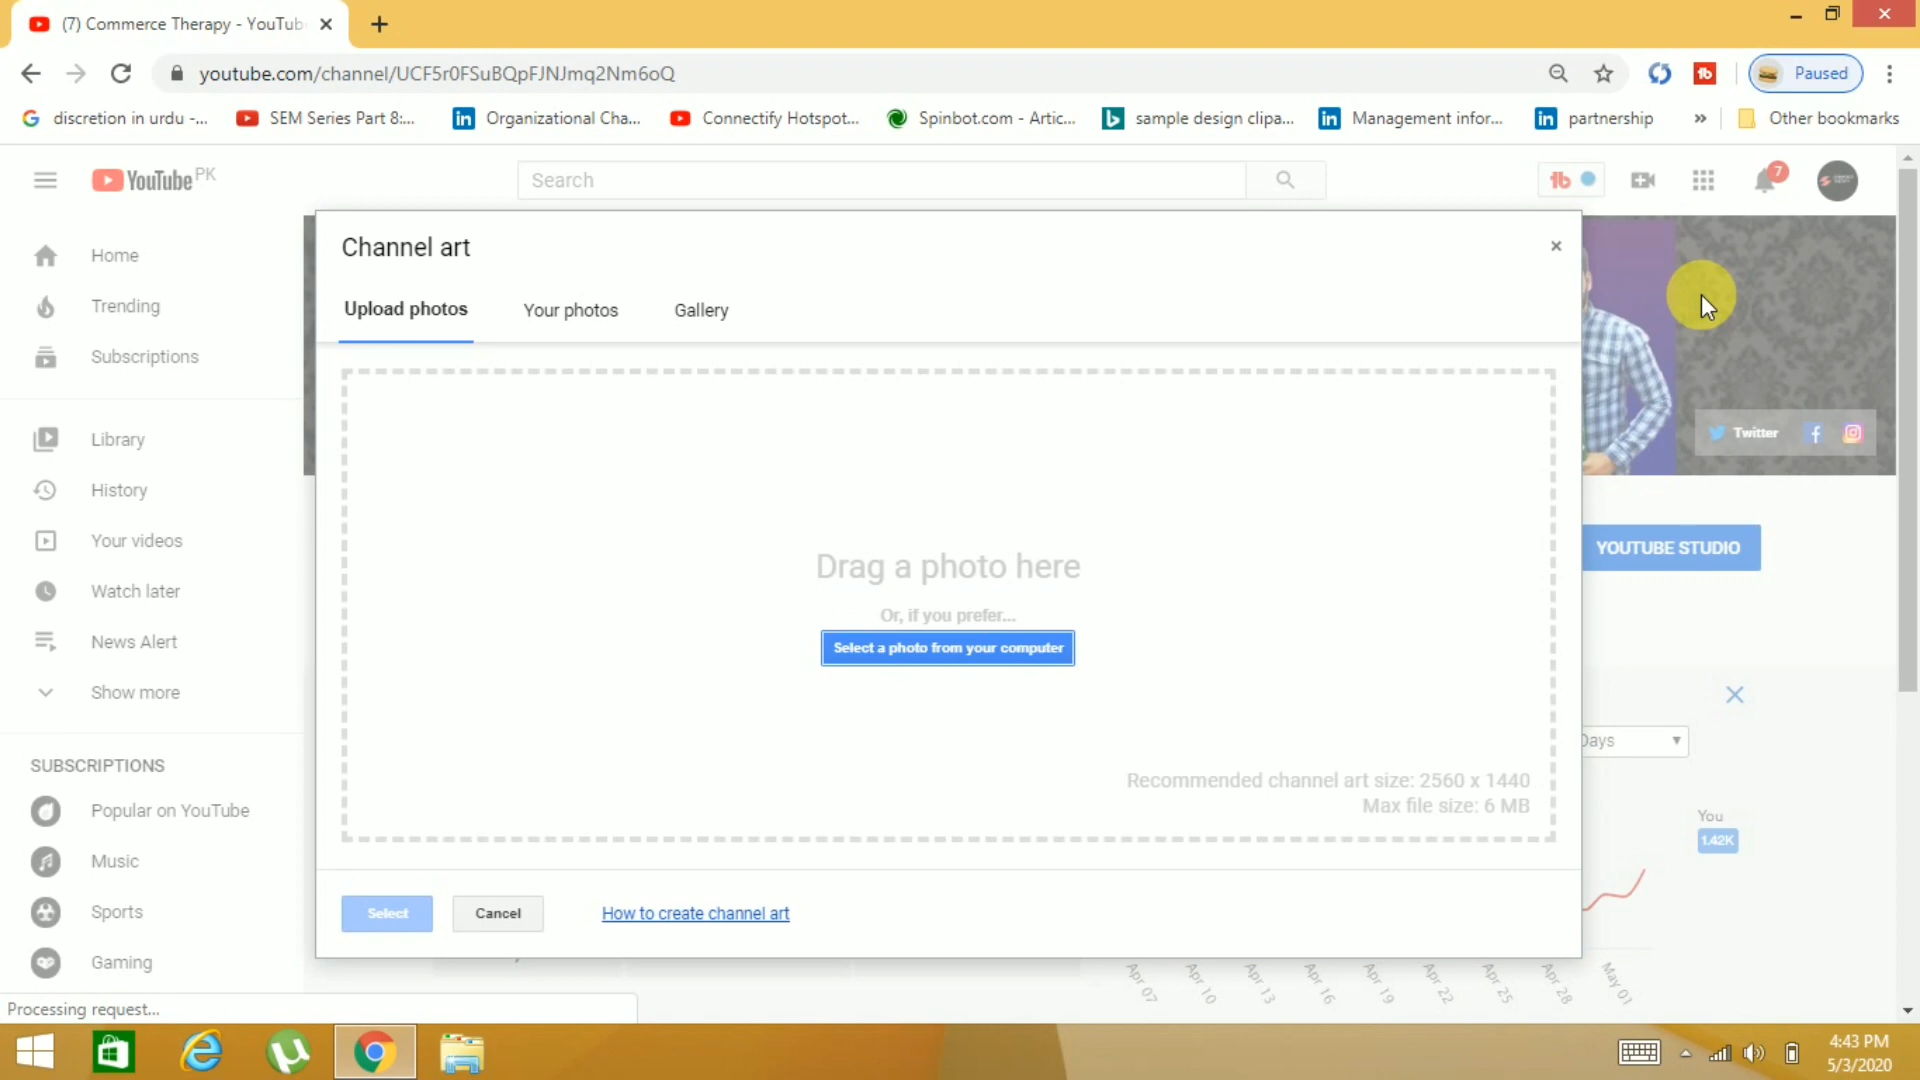 (7) Commerce Therapy - YouTub
youtube.com/channel/UCF5r0FSuBQpFJNJmq2Nm6oQ
Paused
discretion in urdu -...
SEM Series Part 8:...
Organizational Cha...
Connectify Hotspot...
Spinbot.com - Artic...
sample design clipa...
Management infor...
partnership
»
Other bookmarks
YouTube PK
Search
7
Channel art
Upload photos
Your photos
Gallery
Home
Trending
Subscriptions
Library
History
Your videos
Watch later
News Alert
Show more
SUBSCRIPTIONS
Popular on YouTube
Music
Sports
Gaming
Drag a photo here
Or, if you prefer...
Select a photo from your computer
Recommended channel art size: 2560 x 1440
Max file size: 6 MB
Select
Cancel
How to create channel art
Twitter
YOUTUBE STUDIO
Days
You
1.42K
Apr 07
Apr 10
Apr 13
Apr 16
Apr 19
Apr 22
Apr 25
Apr 28
May 01
Processing request...
4:43 PM
5/3/2020